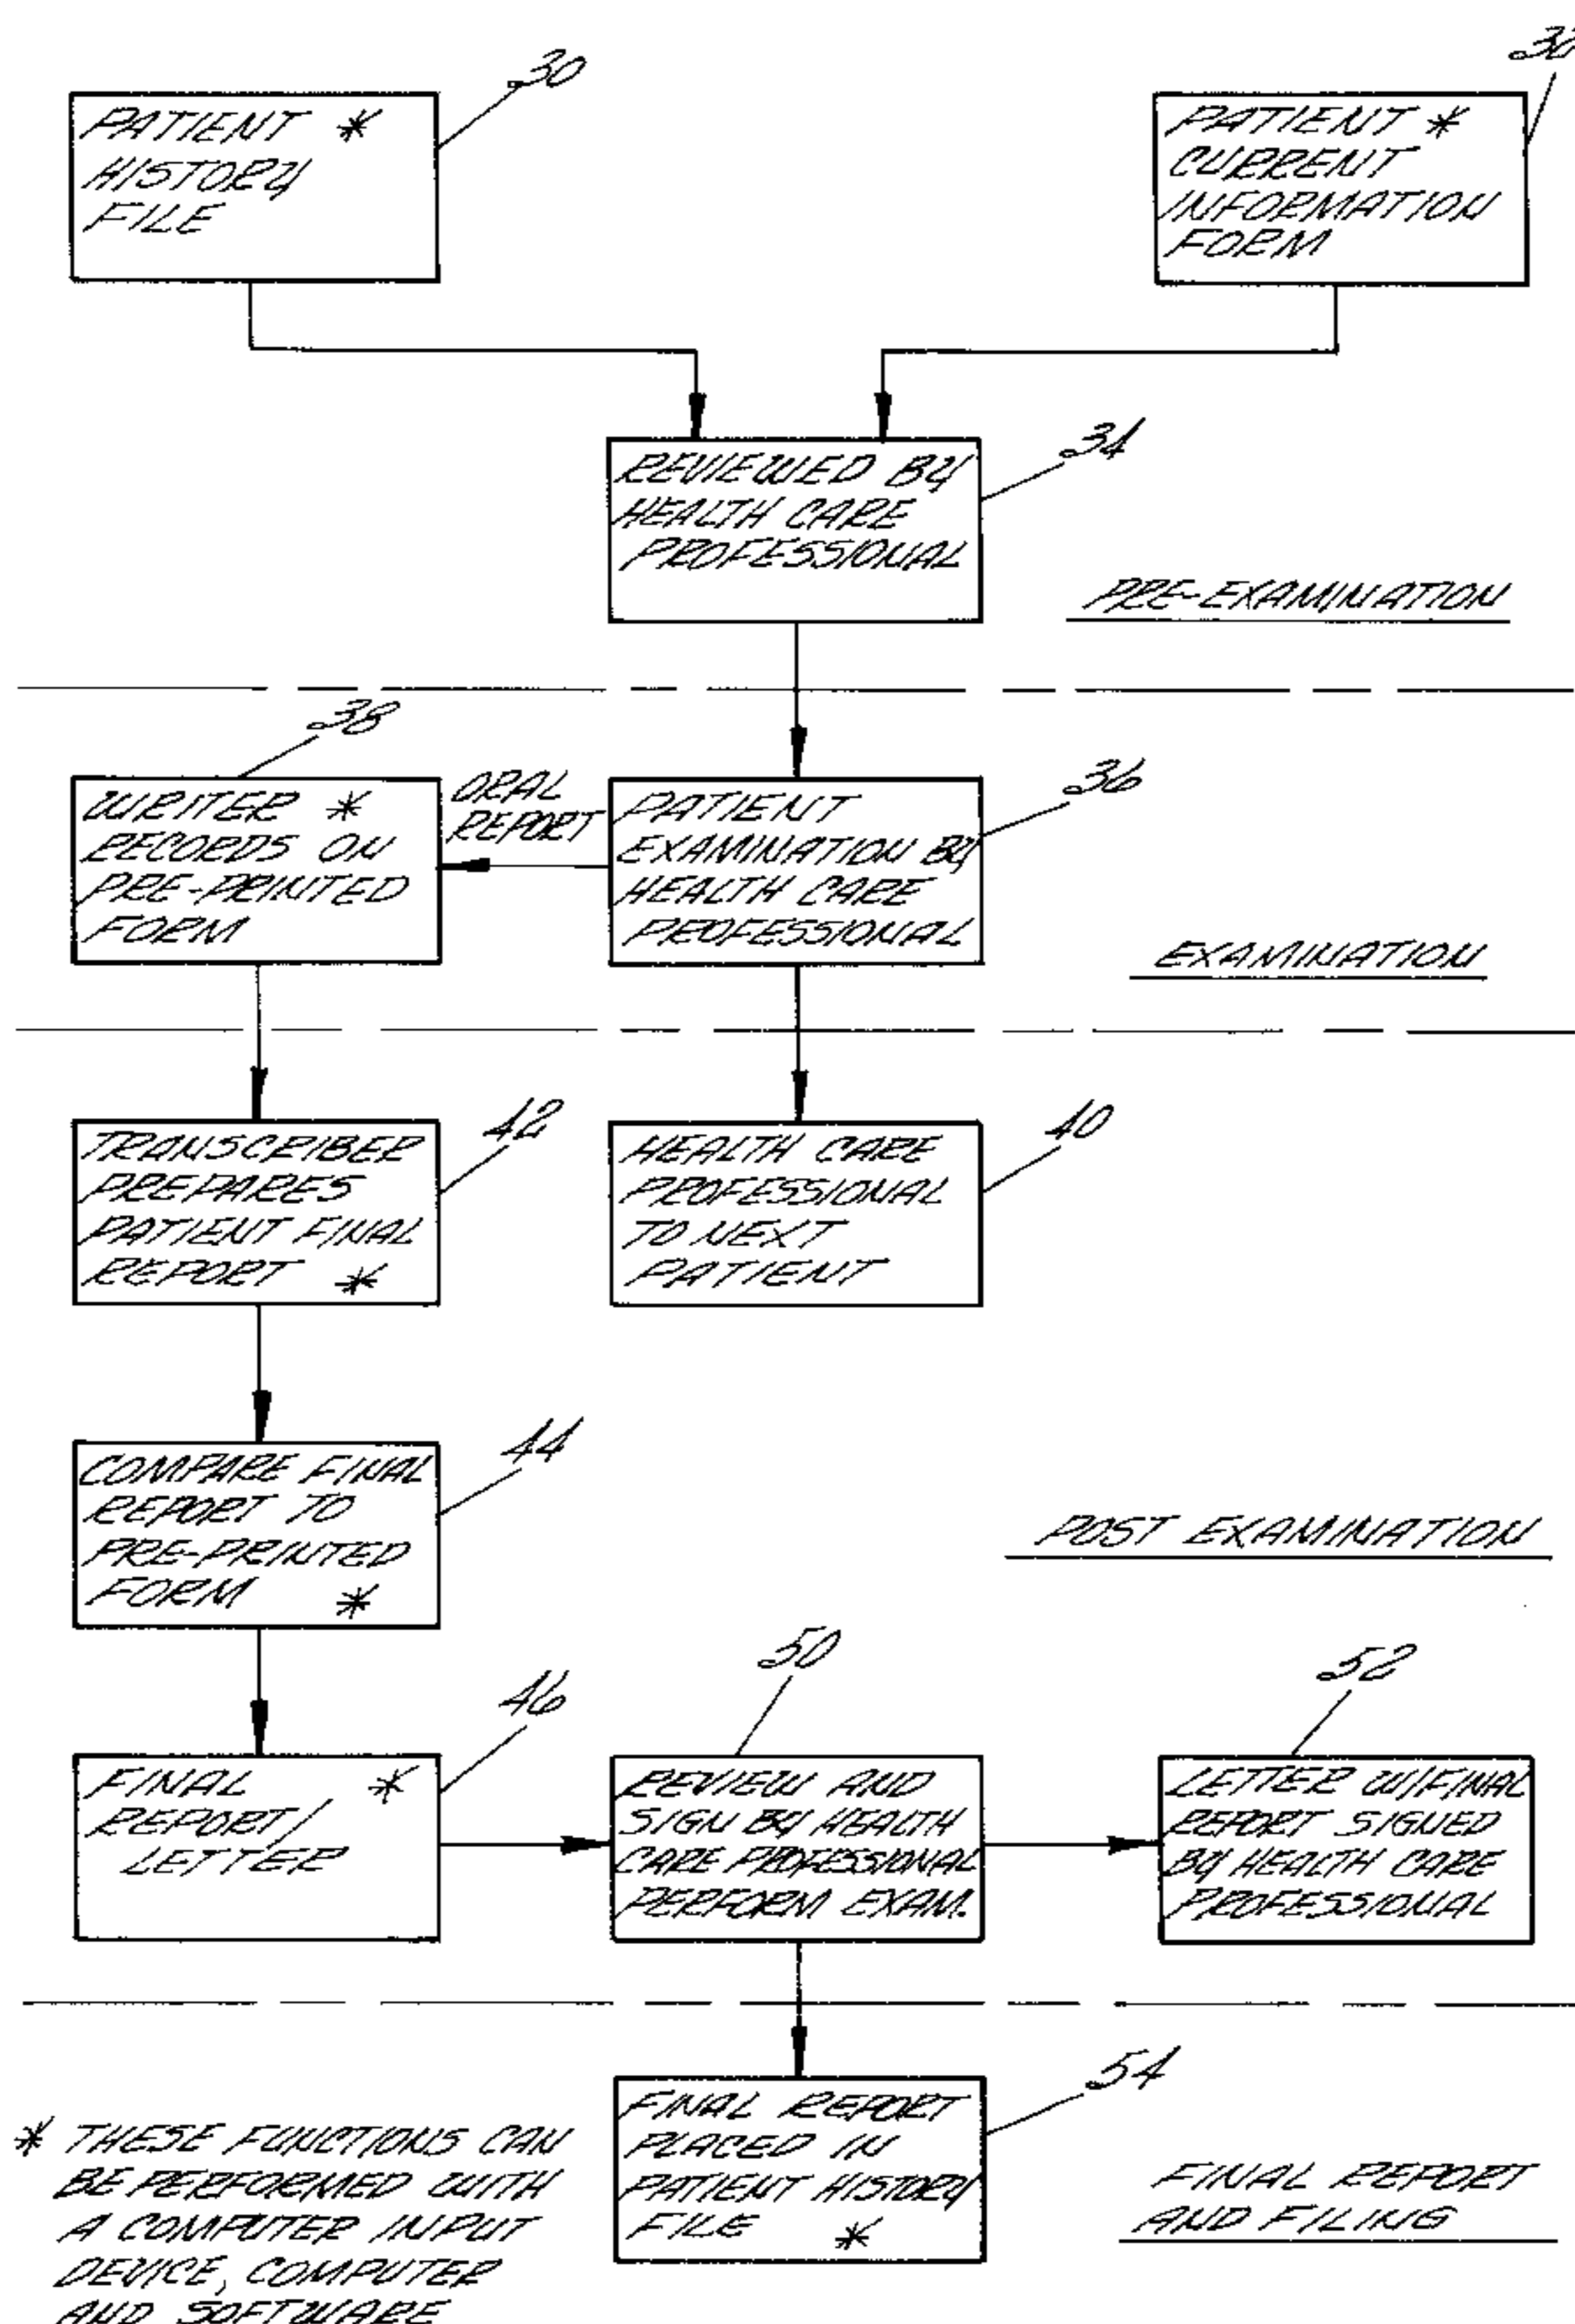 30
PATIENT *
HISTORY
FILE
PATIENT *
CURRENT
INFORMATION
FORM
34
REVIEWED BY
HEALTH CARE
PROFESSIONAL
PRE-EXAMINATION
38
WRITER *
RECORDS ON
PRE-PRINTED
FORM
ORAL
REPORT
36
PATIENT
EXAMINATION BY
HEALTH CARE
PROFESSIONAL
EXAMINATION
42
TRANSCRIBER
PREPARES
PATIENT FINAL
REPORT *
40
HEALTH CARE
PROFESSIONAL
TO NEXT
PATIENT
44
COMPARE FINAL
REPORT TO
PRE-PRINTED
FORM *
POST EXAMINATION
46
FINAL *
REPORT/
LETTER
50
REVIEW AND
SIGN BY HEALTH
CARE PROFESSIONAL
PERFORM EXAM.
52
LETTER W/FINAL
REPORT SIGNED
BY HEALTH CARE
PROFESSIONAL
54
FINAL REPORT
PLACED IN
PATIENT HISTORY
FILE *
FINAL REPORT
AND FILING
* THESE FUNCTIONS CAN
BE PERFORMED WITH
A COMPUTER INPUT
DEVICE, COMPUTER
AND SOFTWARE